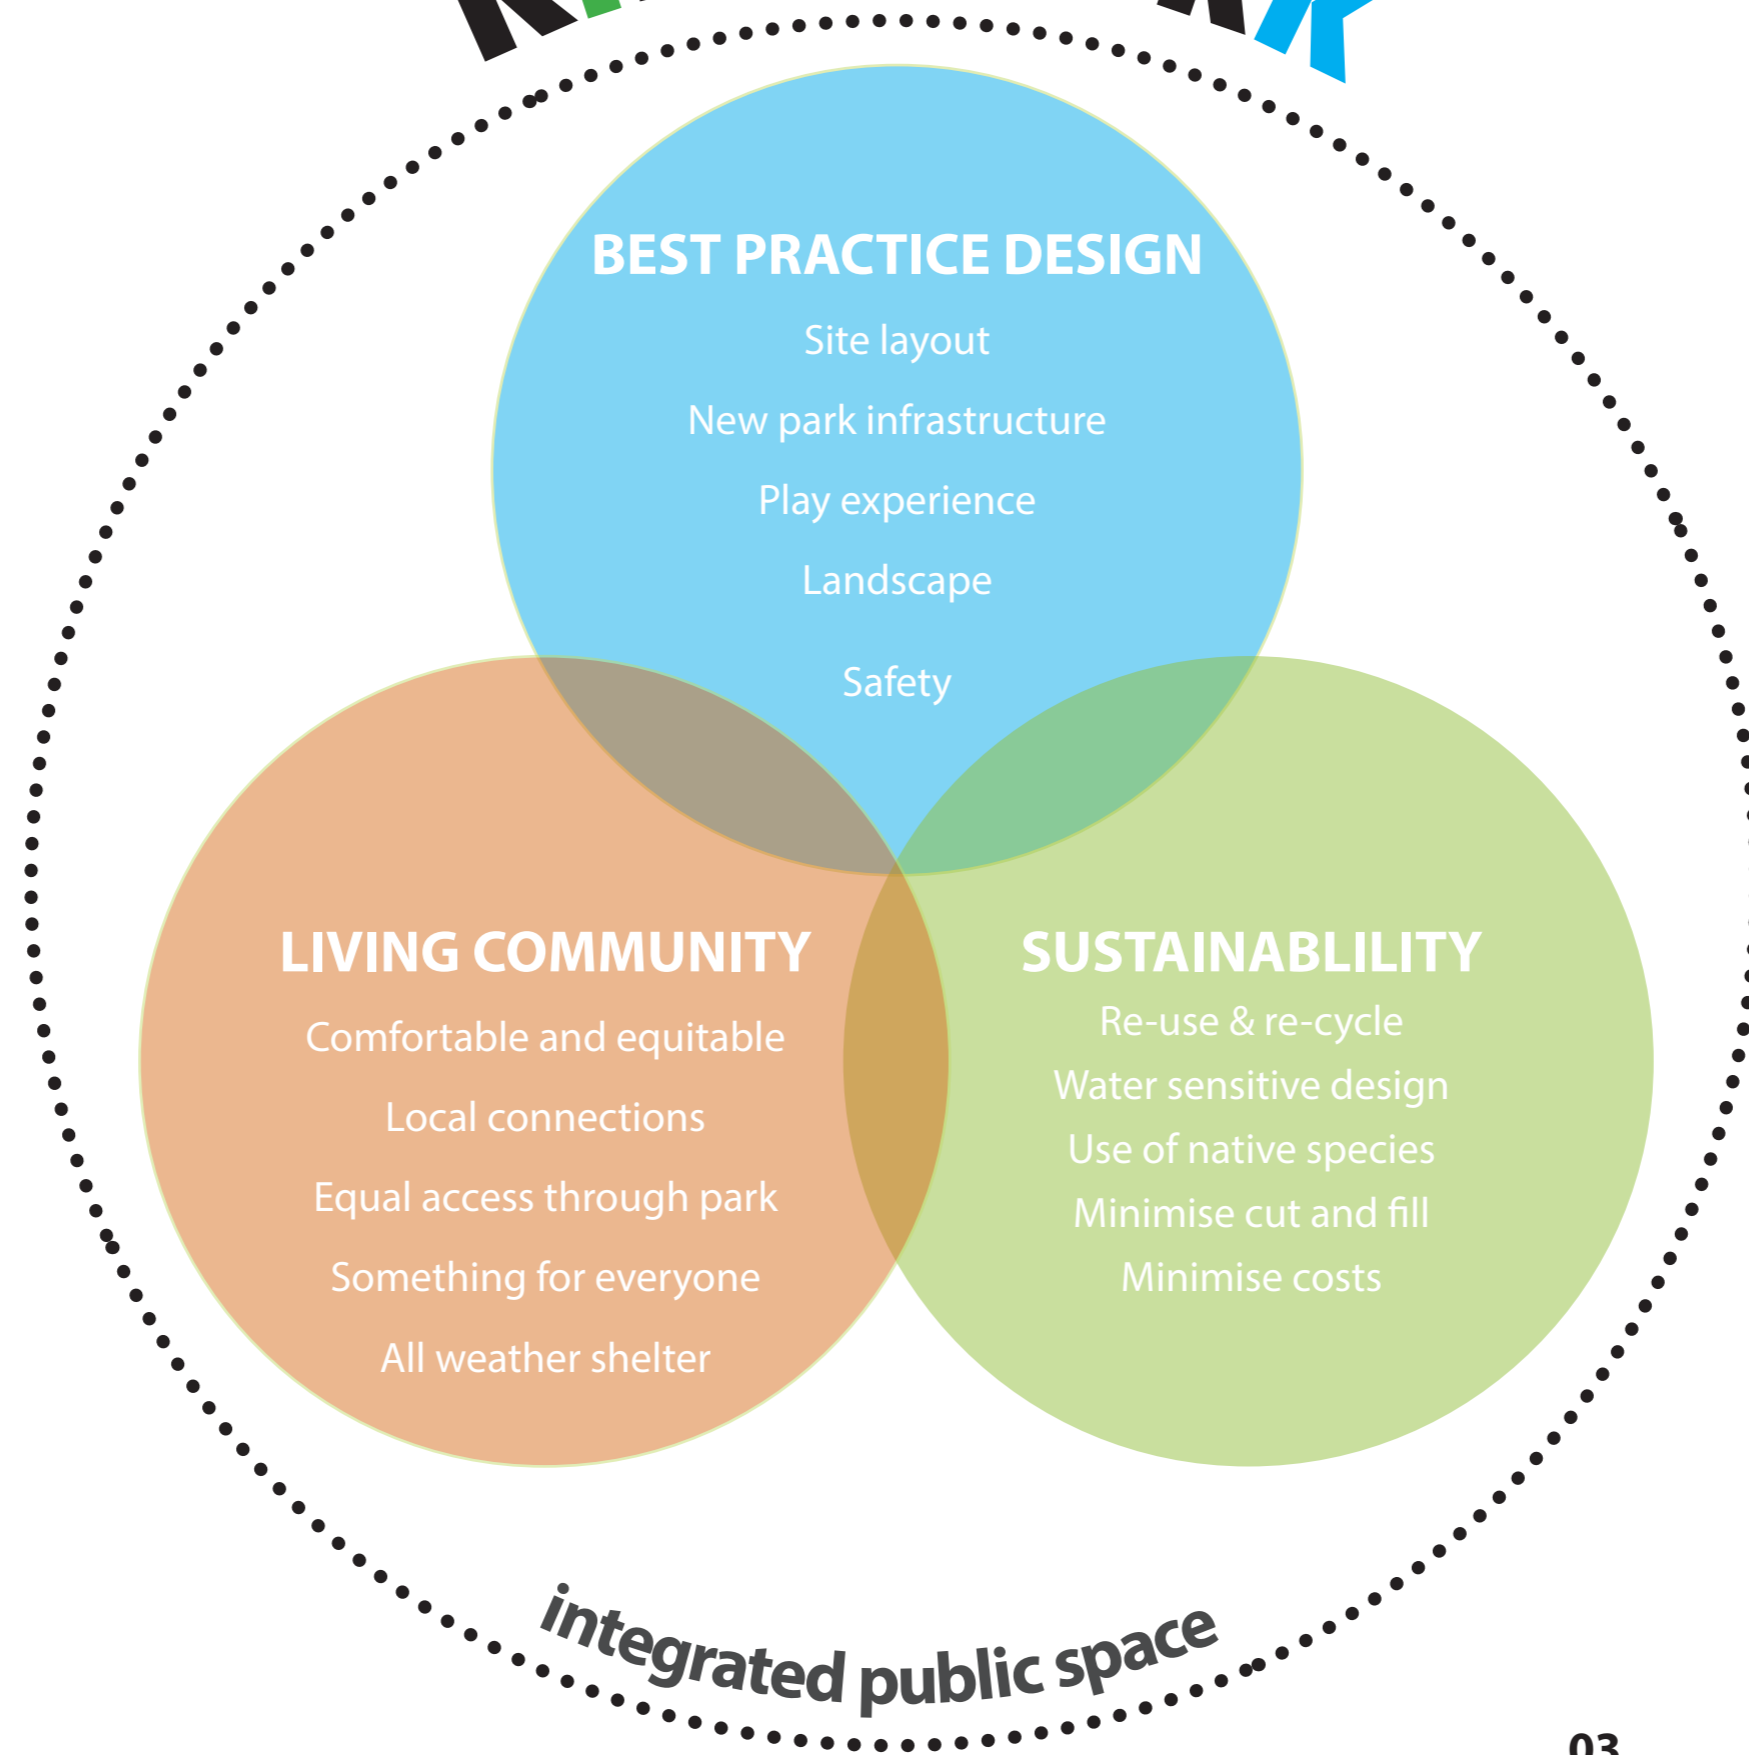 BEST PRACTICE DESIGN
Site layout
New park infrastructure
Play experience
Landscape
Safety
LIVING COMMUNITY
Comfortable and equitable
Local connections
Equal access through park
Something for everyone
All weather shelter
SUSTAINABLILITY
Re-use & re-cycle
Water sensitive design
Use of native species
Minimise cut and fill
Minimise costs
integrated public space
03